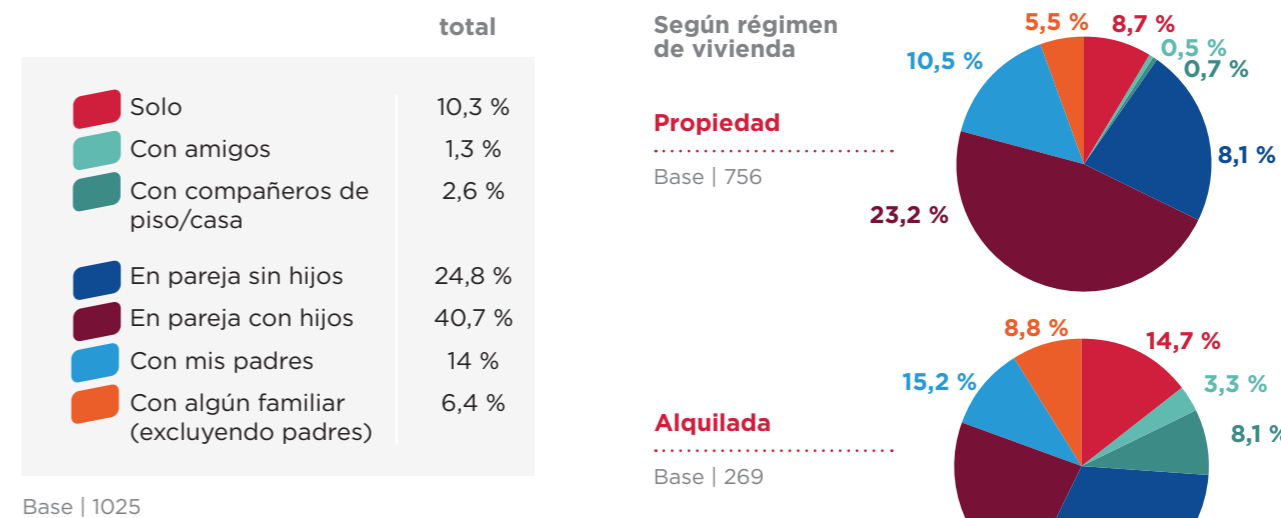 total
Solo 10,3 %
Con amigos 1,3 %
Con compañeros de 2,6 %
piso/casa
En pareja sin hijos 24,8 %
En pareja con hijos 40,7 %
Con mis padres 14 %
Con algún familiar 6,4 %
(excluyendo padres)
Base | 1025
Según régimen
de vivienda
Propiedad
Base | 756
5,5 % 8,7 %
0,5 %
10,5 %
0,7 %
8,1 %
23,2 %
Alquilada
Base | 269
8,8 %
14,7 %
15,2 %
3,3 %
8,1 %